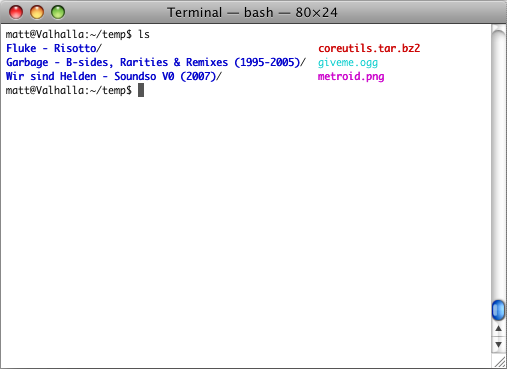 Terminal — bash — 80×24
matt@Valhalla:~/temp$ ls
Fluke - Risotto/ coreutils.tar.bz2
Garbage - B-sides, Rarities & Remixes (1995-2005)/ giveme.ogg
Wir sind Helden - Soundso V0 (2007)/ metroid.png
matt@Valhalla:~/temp$